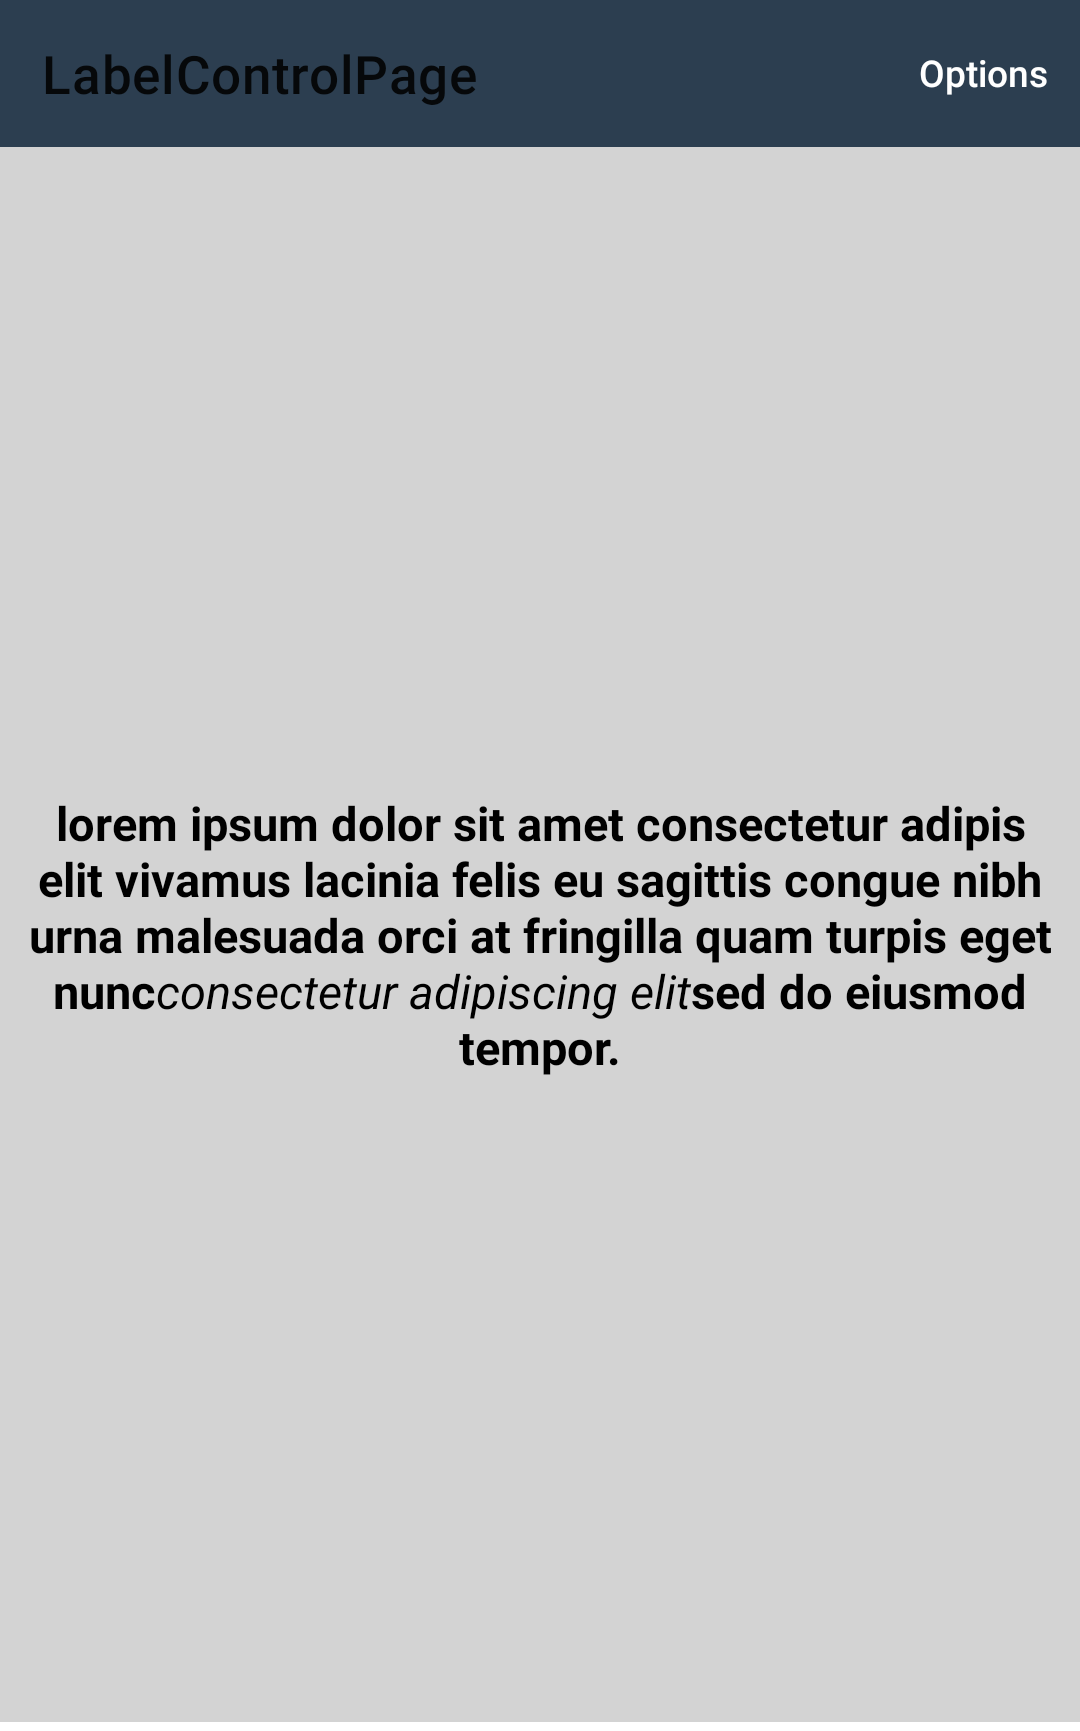 LabelControlPage
Options
lorem ipsum dolor sit amet consectetur adipis
elit vivamus lacinia felis eu sagittis congue nibh
urna malesuada orci at fringilla quam turpis eget
nuncconsectetur adipiscing elitsed do eiusmod
tempor.